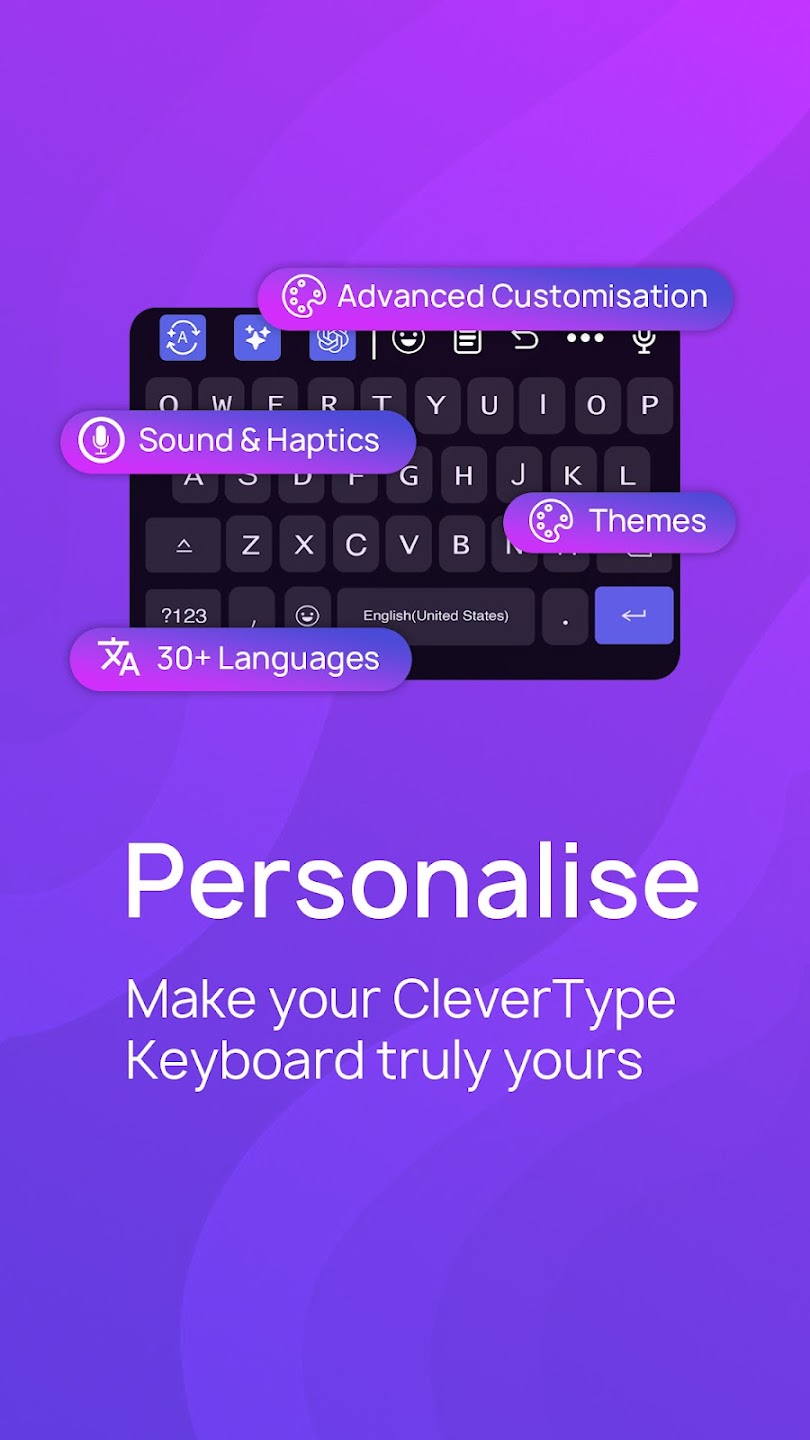 Advanced Customisation
Q W E R T Y U I O P
Sound & Haptics
A S D F G H J K L
Themes
Z X C V B N
?123 , English(United States) .
30+ Languages
Personalise
Make your CleverType
Keyboard truly yours